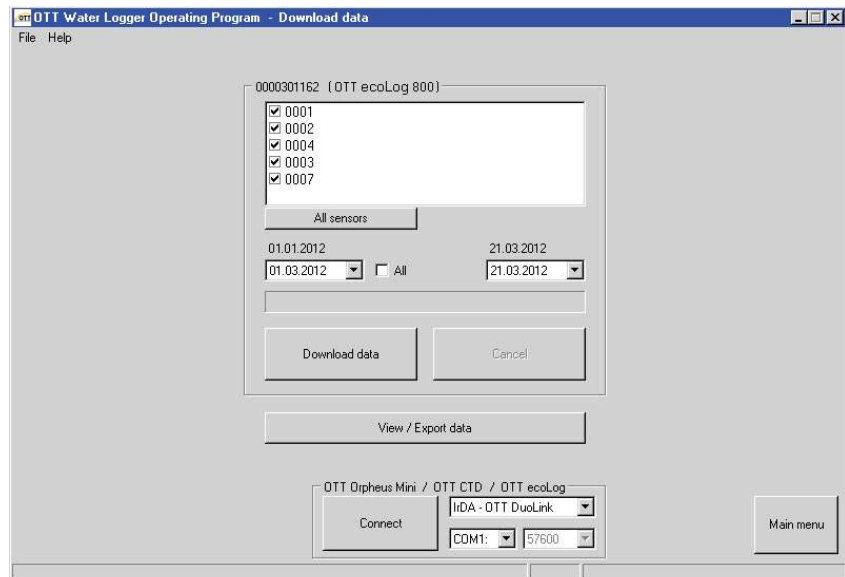 OTT OTT Water Logger Operating Program - Download data
File Help
0000301162 (OTT ecoLog 800)
0001
0002
0004
0003
0007
All sensors
01.01.2012 21.03.2012
01.03.2012 All 21.03.2012
Download data Cancel
View / Export data
OTT Orpheus Mini / OTT CTD / OTT ecoLog
IrDA - OTT DuoLink
Connect Main menu
COM1: 57600